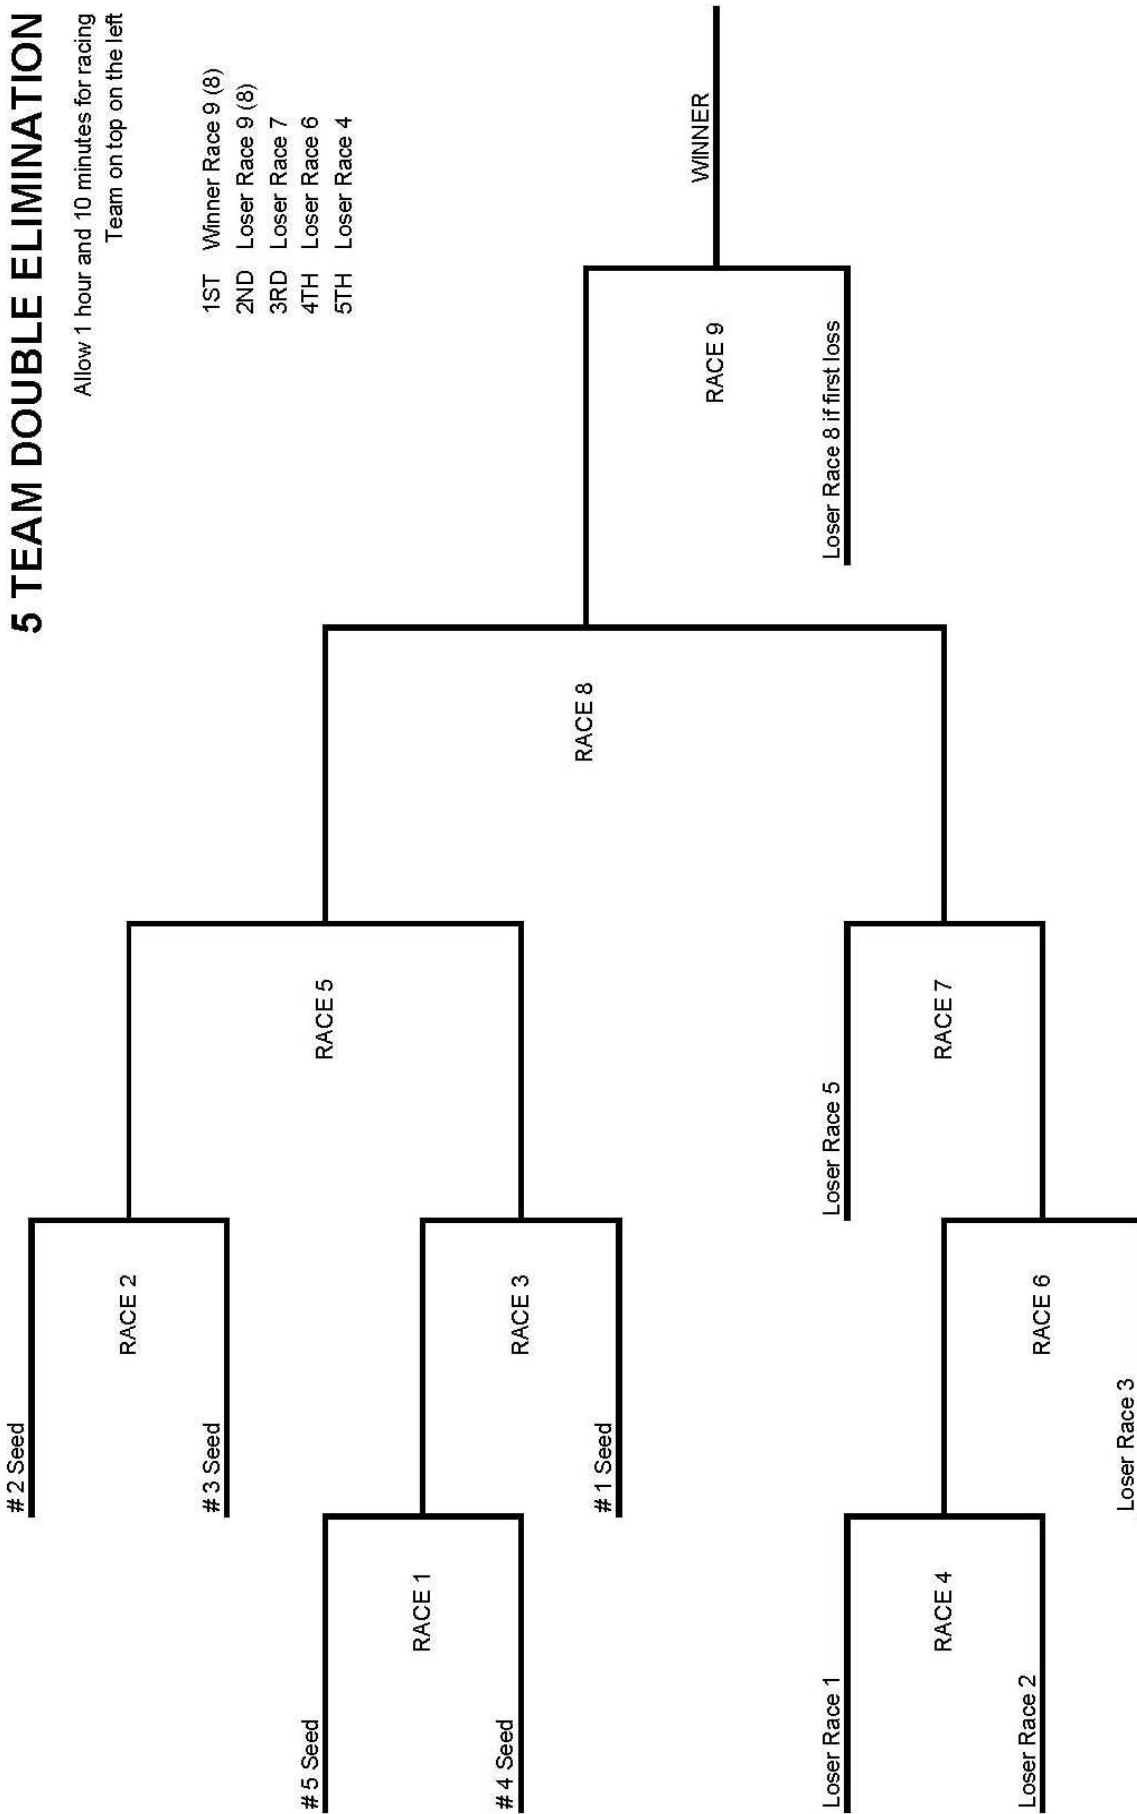 5 TEAM DOUBLE ELIMINATION
Allow 1 hour and 10 minutes for racing
Team on top on the left
1ST Winner Race 9 (8)
2ND Loser Race 9 (8)
3RD Loser Race 7
4TH Loser Race 6
5TH Loser Race 4
# 2 Seed
RACE 2
# 3 Seed
RACE 5
# 5 Seed
RACE 1
# 4 Seed
RACE 3
# 1 Seed
RACE 8
RACE 9
WINNER
Loser Race 8 if first loss
Loser Race 5
RACE 7
Loser Race 1
RACE 4
Loser Race 2
RACE 6
Loser Race 3